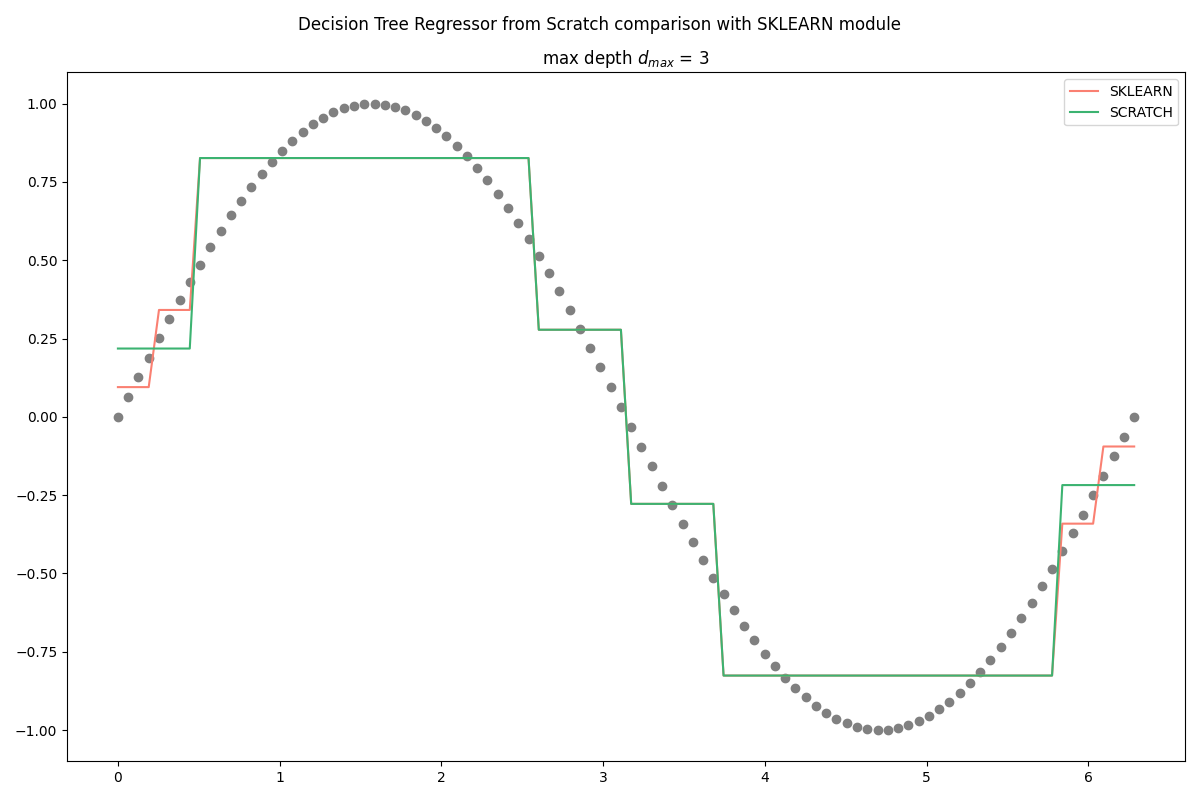 Decision Tree Regressor from Scratch comparison with SKLEARN module
max depth $d_{max}$ = 3
SKLEARN
SCRATCH
1.00
0.75
0.50
0.25
0.00
−0.25
−0.50
−0.75
−1.00
0 1 2 3 4 5 6